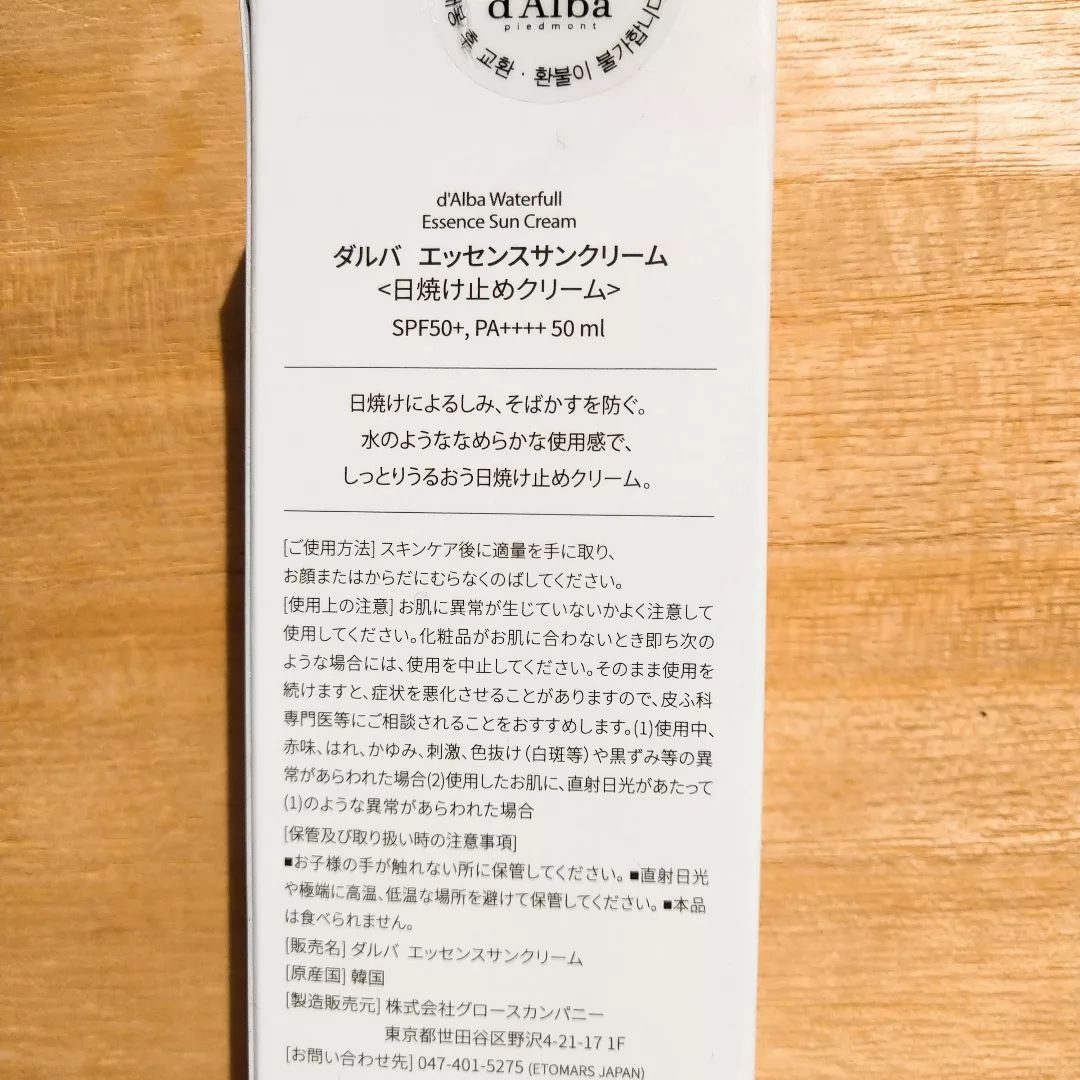 d'Alba
piedmont
후 교환 · 환불이 불가합니다
d'Alba Waterfull
Essence Sun Cream
ダルバ エッセンスサンクリーム
<日焼け止めクリーム>
SPF50+, PA++++ 50 ml
日焼けによるしみ、そばかすを防ぐ。
水のようななめらかな使用感で、
しっとりうるおう日焼け止めクリーム。
[ご使用方法] スキンケア後に適量を手に取り、
お顔またはからだにむらなくのばしてください。
[使用上の注意] お肌に異常が生じていないかよく注意して
使用してください。化粧品がお肌に合わないとき即ち次の
ような場合には、使用を中止してください。そのまま使用を
続けますと、症状を悪化させることがありますので、皮ふ科
専門医等にご相談されることをおすすめします。(1)使用中、
赤味、はれ、かゆみ、刺激、色抜け（白斑等）や黒ずみ等の異
常があらわれた場合(2)使用したお肌に、直射日光があたって
(1)のような異常があらわれた場合
[保管及び取り扱い時の注意事項]
■お子様の手が触れない所に保管してください。■直射日光
や極端に高温、低温な場所を避けて保管してください。■本品
は食べられません。
[販売名] ダルバ エッセンスサンクリーム
[原産国] 韓国
[製造販売元] 株式会社グロースカンパニー
東京都世田谷区野沢4-21-17 1F
[お問い合わせ先] 047-401-5275 (ETOMARS JAPAN)